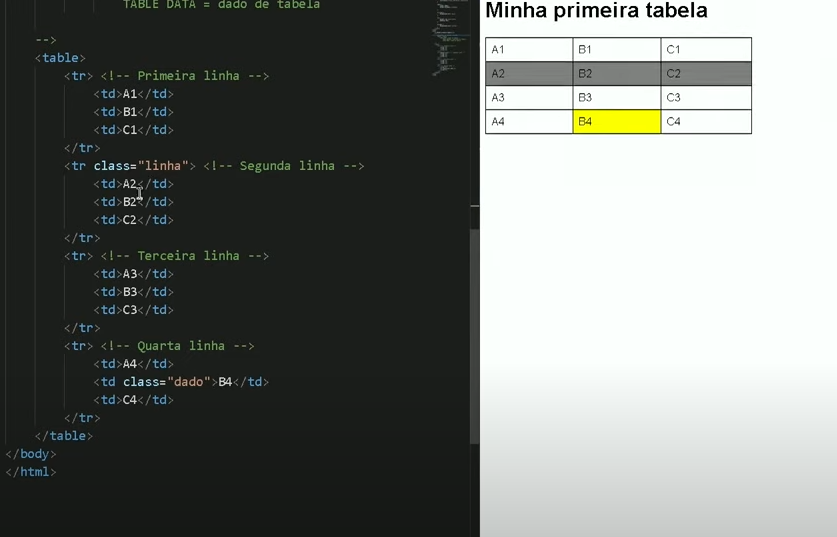 TABLE DATA = dado de tabela
-->
<table>
<tr> <!-- Primeira linha -->
<td>A1</td>
<td>B1</td>
<td>C1</td>
</tr>
<tr class="linha"> <!-- Segunda linha -->
<td>A2</td>
<td>B2</td>
<td>C2</td>
</tr>
<tr> <!-- Terceira linha -->
<td>A3</td>
<td>B3</td>
<td>C3</td>
</tr>
<tr> <!-- Quarta linha -->
<td>A4</td>
<td class="dado">B4</td>
<td>C4</td>
</tr>
</table>
</body>
</html>
Minha primeira tabela
A1 B1 C1
A2 B2 C2
A3 B3 C3
A4 B4 C4